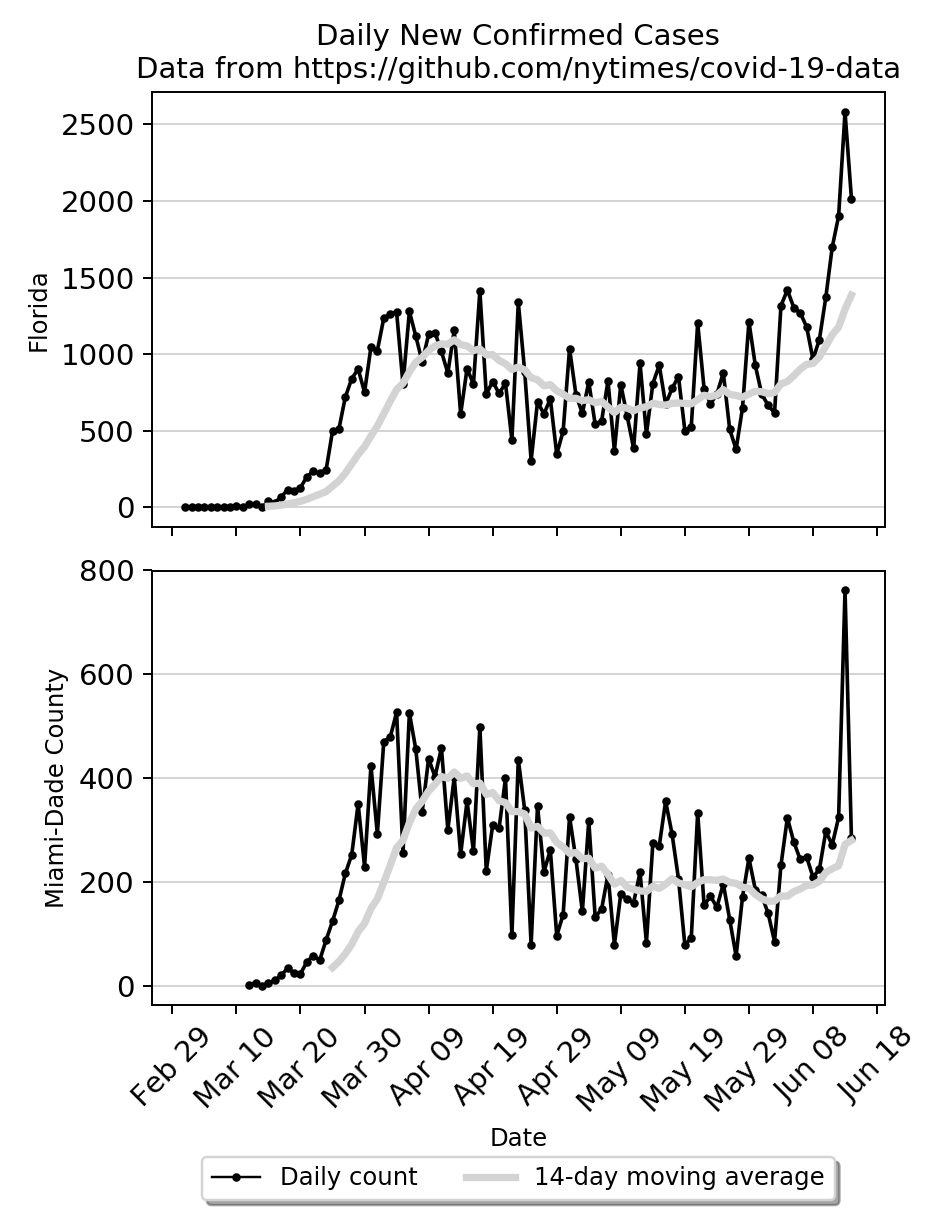 Daily New Confirmed Cases
Data from https://github.com/nytimes/covid-19-data
2500
2000
1500
1000
500
0
Florida
800
600
400
200
0
Miami-Dade County
Feb 29
Mar 10
Mar 20
Mar 30
Apr 09
Apr 19
Apr 29
May 09
May 19
May 29
Jun 08
Jun 18
Date
Daily count
14-day moving average